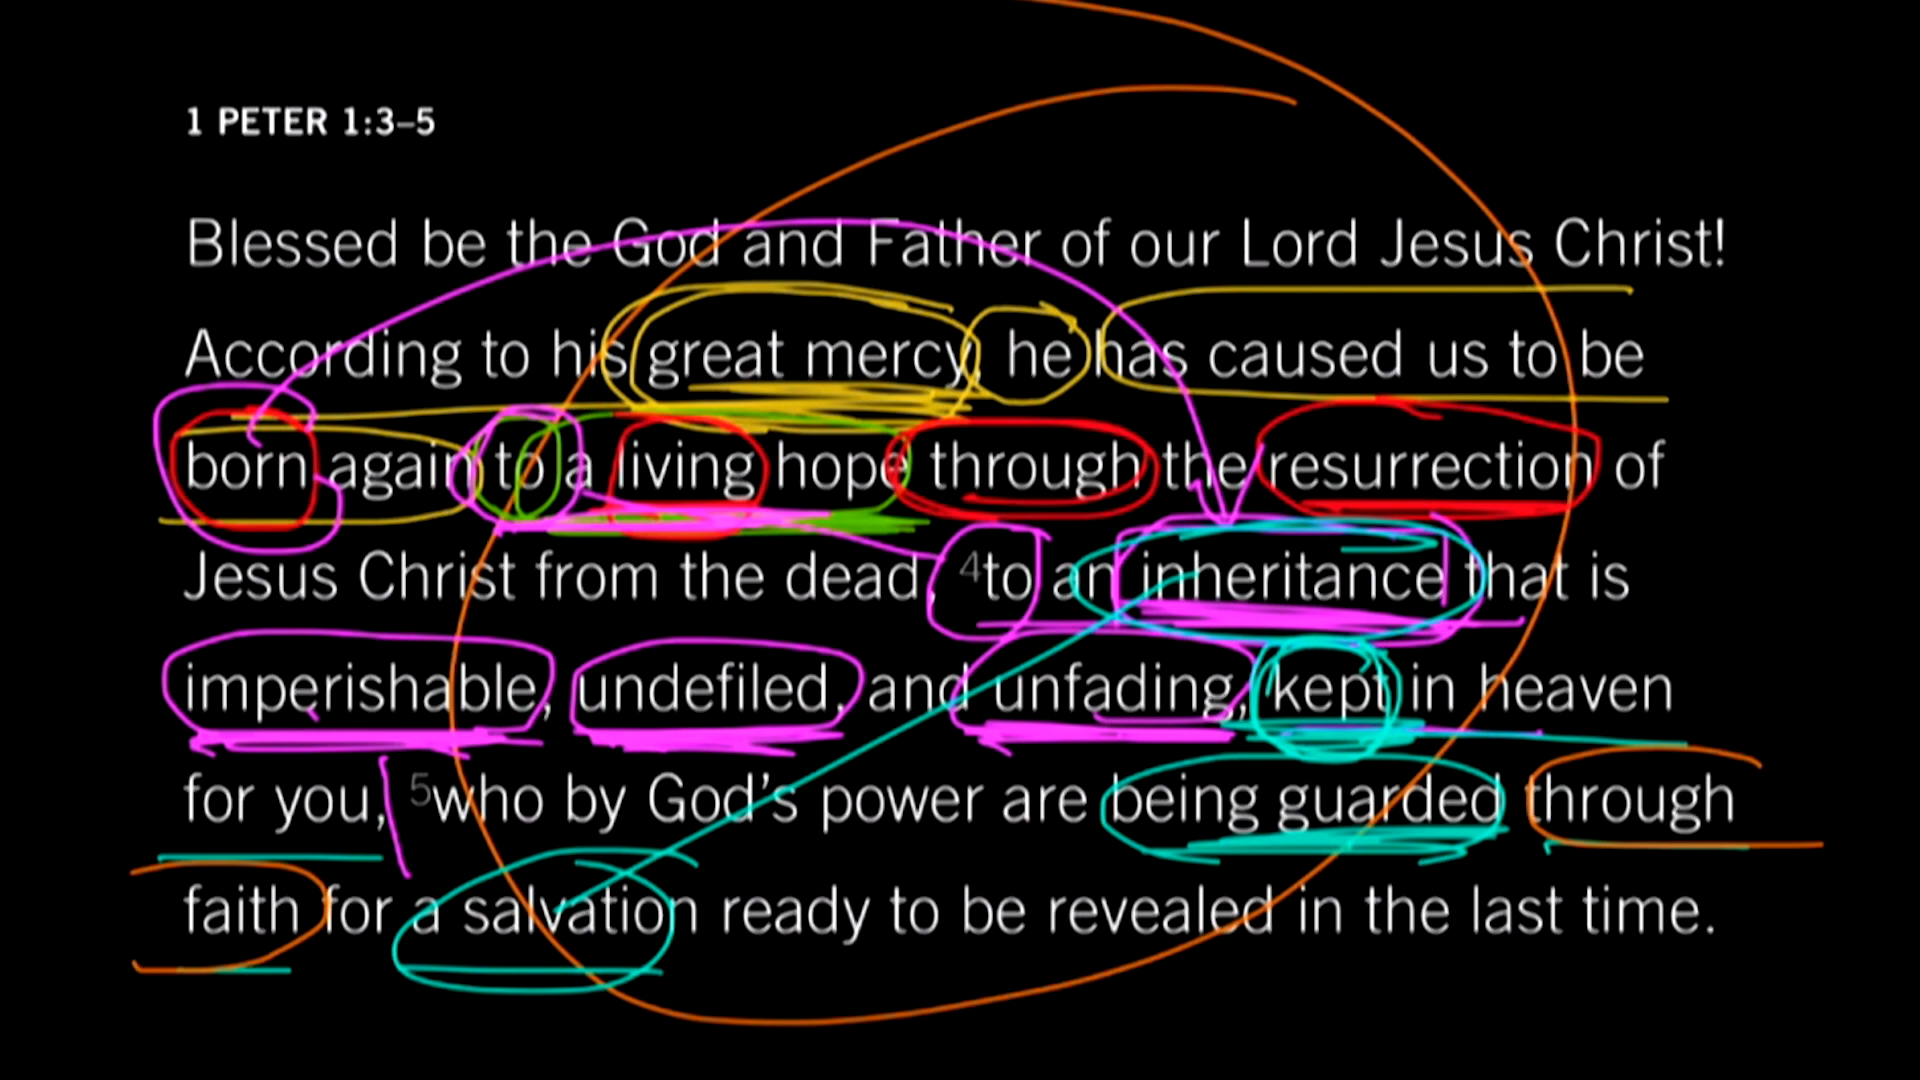 1 PETER 1:3–5
Blessed be the God and Father of our Lord Jesus Christ!
According to his great mercy, he has caused us to be
born again to a living hope through the resurrection of
Jesus Christ from the dead, 4to an inheritance that is
imperishable, undefiled, and unfading, kept in heaven
for you, 5who by God’s power are being guarded through
faith for a salvation ready to be revealed in the last time.